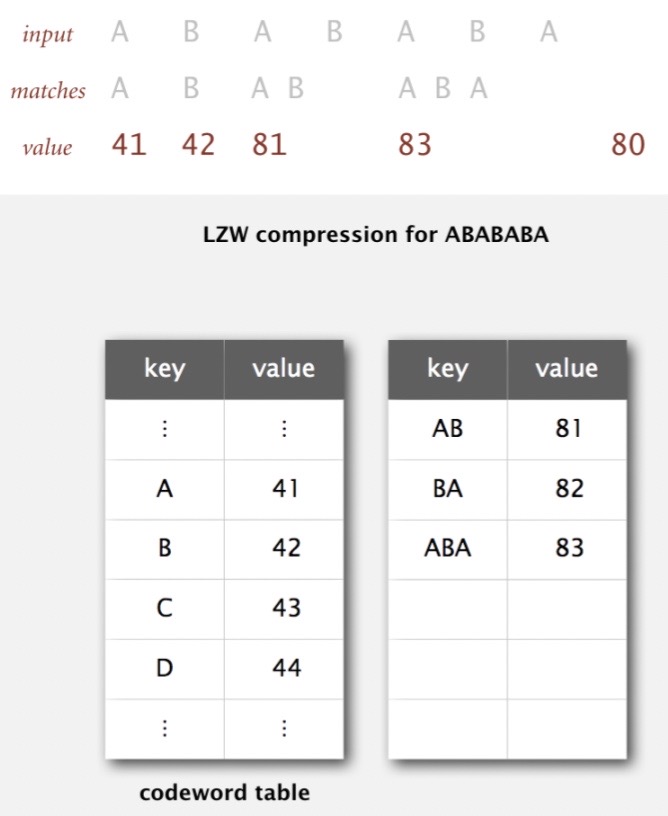 input A B A B A B A
matches A B A B A B A
value 41 42 81 83 80
LZW compression for ABABABA
key value key value
⋮ ⋮ AB 81
A 41 BA 82
B 42 ABA 83
C 43
D 44
⋮ ⋮
codeword table